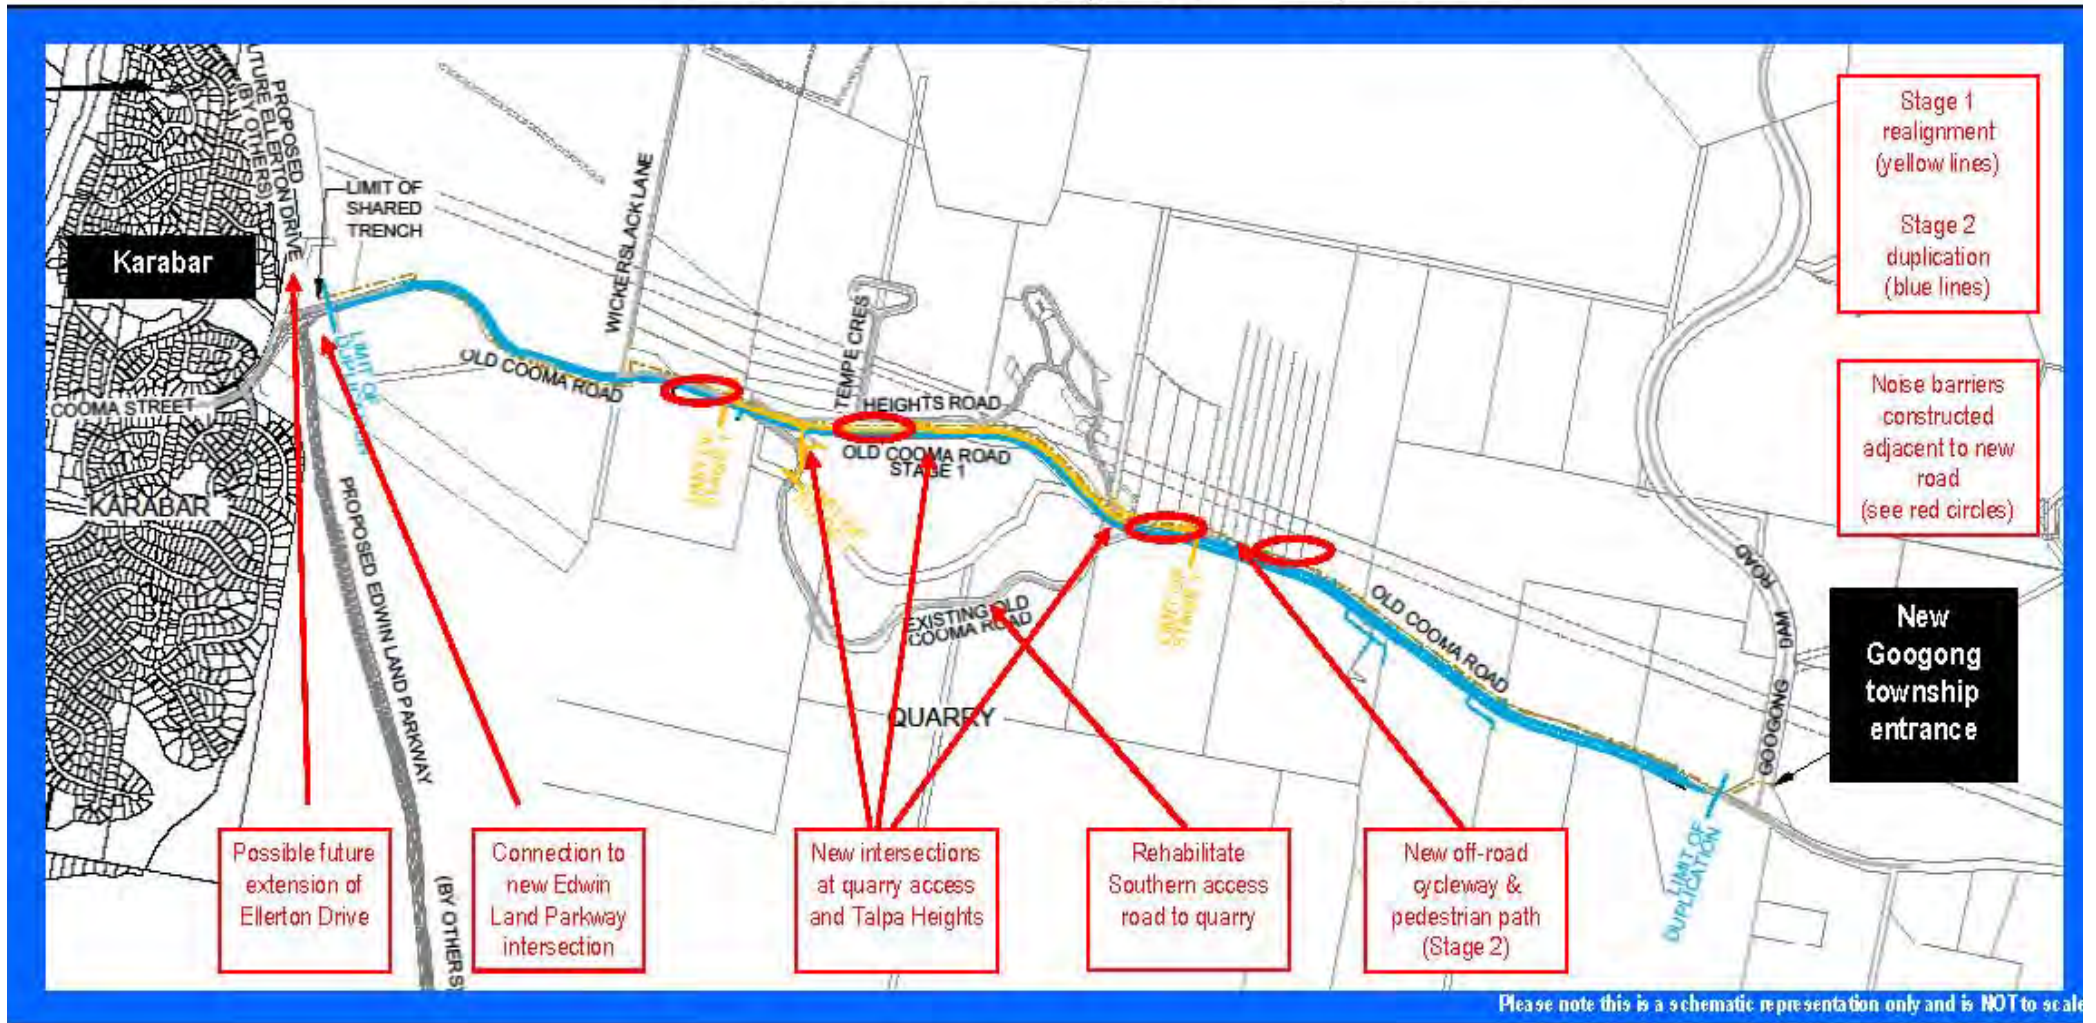 PROPOSED
FUTURE ELLERTON DRIVE
(BY OTHERS)
LIMIT OF
SHARED
TRENCH
Karabar
WICKERSLACK LANE
TEMPE CRES
HEIGHTS ROAD
OLD COOMA ROAD
OLD COOMA ROAD
STAGE 1
LIMIT OF
DUPLICATION
COOMA STREET
KARABAR
PROPOSED EDWIN LAND PARKWAY
(BY OTHERS)
EXISTING OLD
COOMA ROAD
QUARRY
OLD COOMA ROAD
LIMIT OF
DUPLICATION
GOOGONG DAM ROAD
Stage 1
realignment
(yellow lines)
Stage 2
duplication
(blue lines)
Noise barriers
constructed
adjacent to new
road
(see red circles)
New
Googong
township
entrance
Possible future
extension of
Ellerton Drive
Connection to
new Edwin
Land Parkway
intersection
New intersections
at quarry access
and Talpa Heights
Rehabilitate
Southern access
road to quarry
New off-road
cycleway &
pedestrian path
(Stage 2)
Please note this is a schematic representation only and is NOT to scale